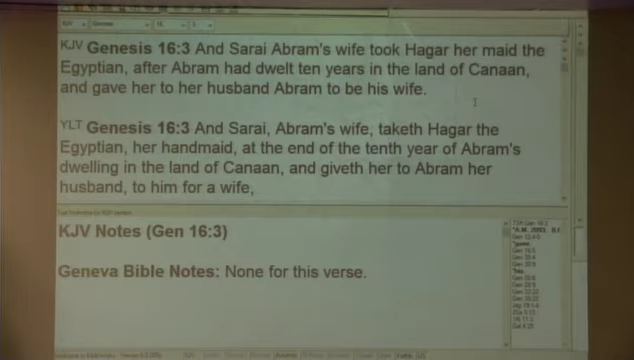 KJV Genesis 16:3 And Sarai Abram's wife took Hagar her maid the
Egyptian, after Abram had dwelt ten years in the land of Canaan,
and gave her to her husband Abram to be his wife.
YLT Genesis 16:3 And Sarai, Abram's wife, taketh Hagar the
Egyptian, her handmaid, at the end of the tenth year of Abram's
dwelling in the land of Canaan, and giveth her to Abram her
husband, to him for a wife,
KJV Notes (Gen 16:3)
Geneva Bible Notes: None for this verse.